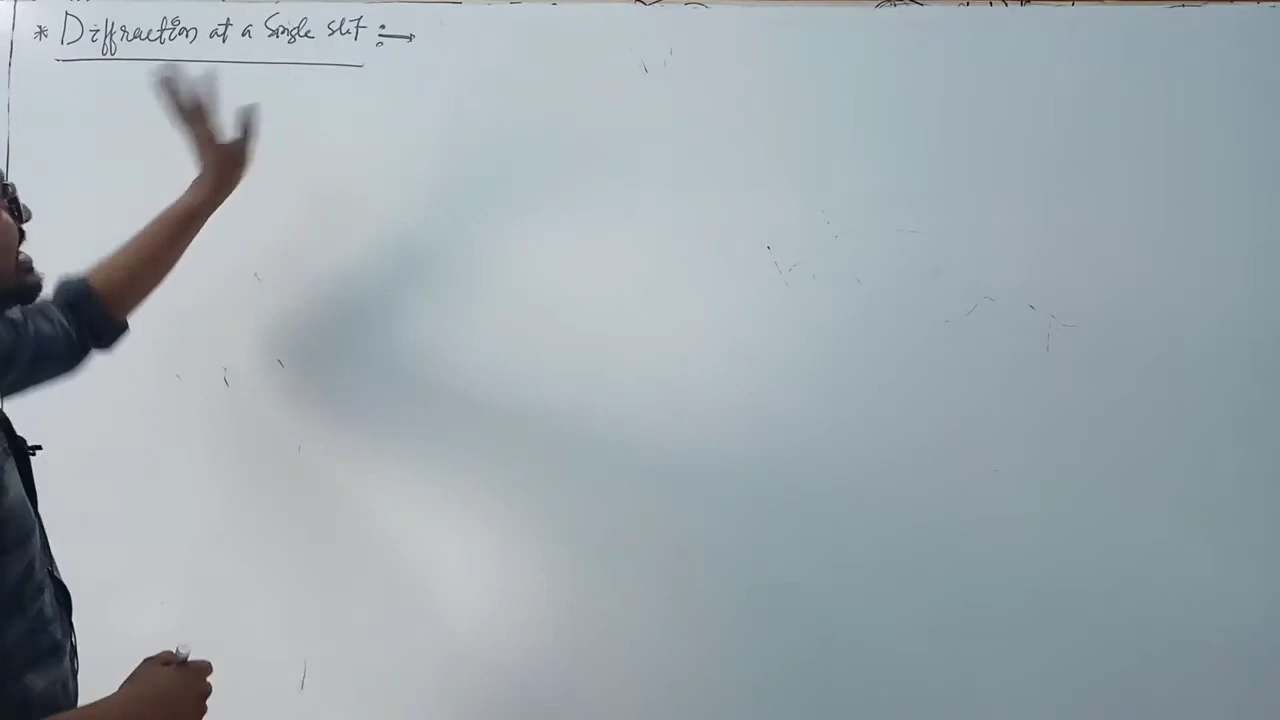 * Diffraction at a Single slit :→